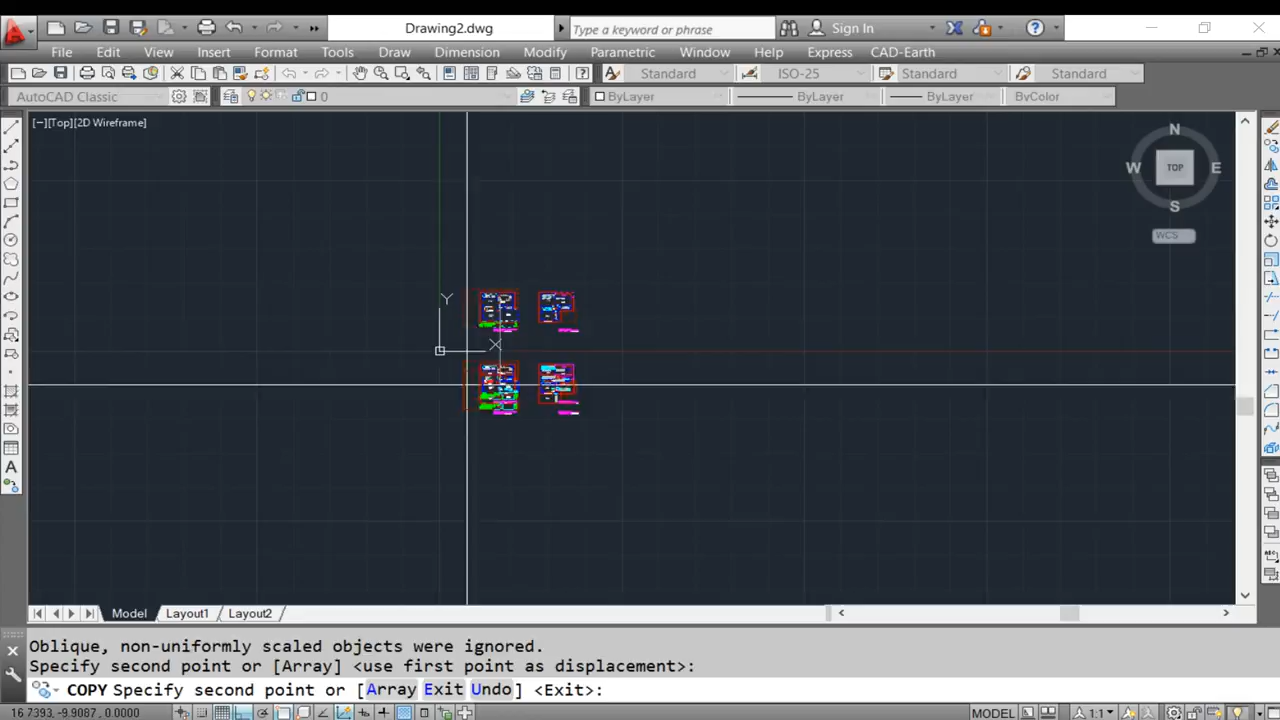 Drawing2.dwg
Type a keyword or phrase
Sign In
File Edit View Insert Format Tools Draw Dimension Modify Parametric Window Help Express CAD-Earth
Standard ISO-25 Standard Standard
AutoCAD Classic 0 ByLayer ByLayer ByLayer ByColor
[−][Top][2D Wireframe]
N
W TOP E
S
WCS
Y
X
Model Layout1 Layout2
Oblique, non-uniformly scaled objects were ignored.
Specify second point or [Array] <use first point as displacement>:
COPY Specify second point or [Array Exit Undo] <Exit>:
16.7393, -9.9087, 0.0000 MODEL 1:1